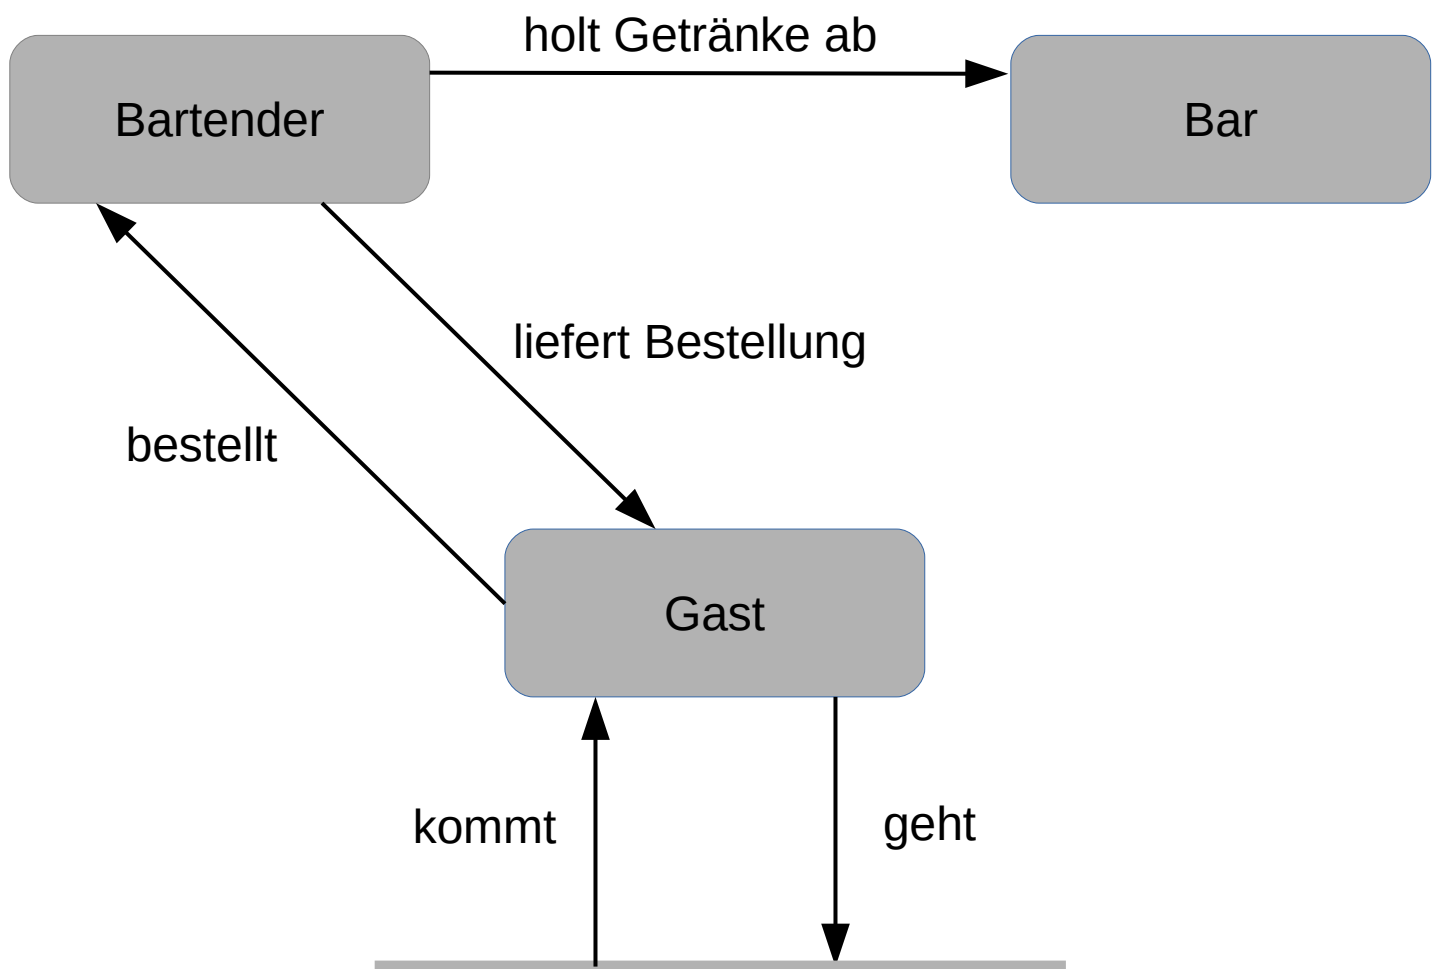 holt Getränke ab
Bartender
Bar
liefert Bestellung
bestellt
Gast
kommt
geht